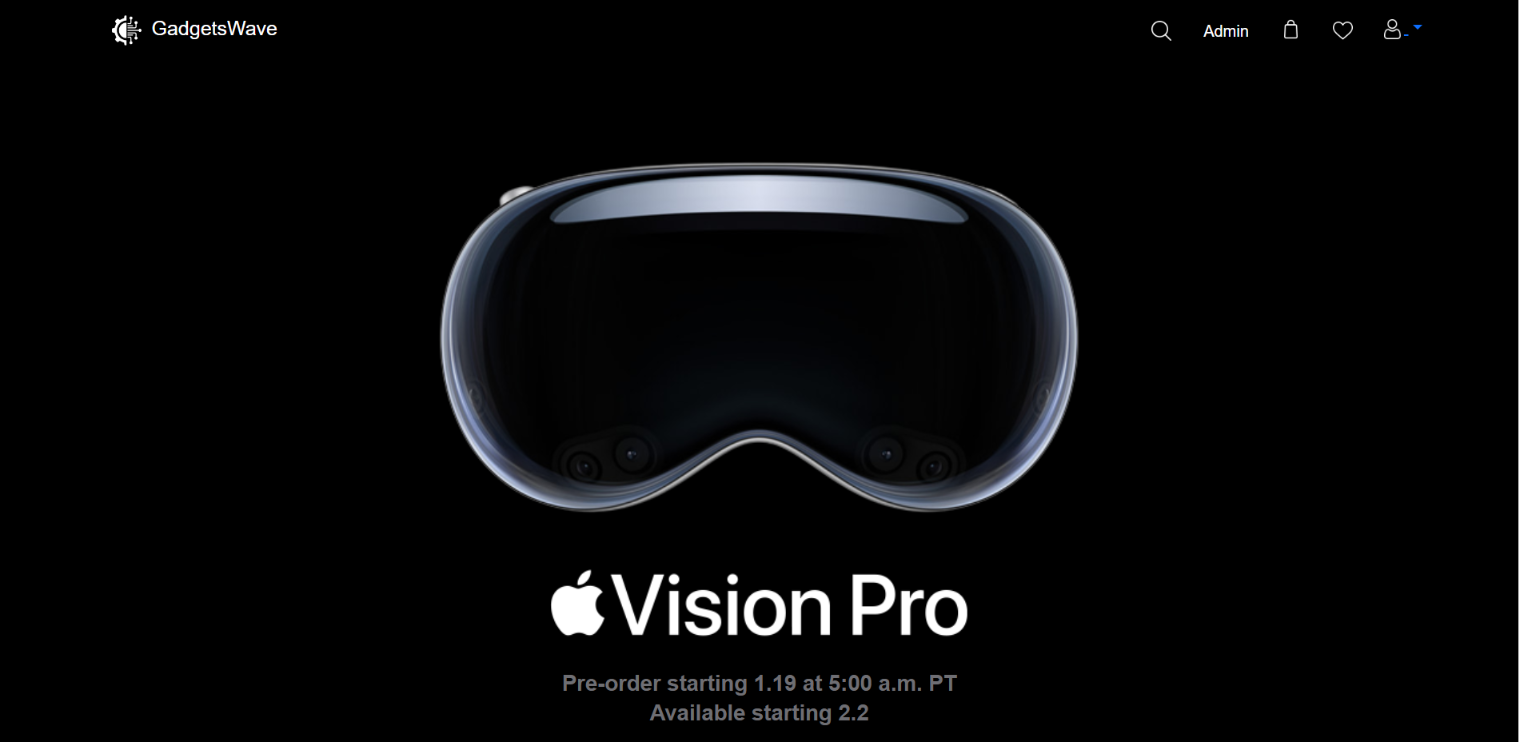 GadgetsWave
Admin
Vision Pro
Pre-order starting 1.19 at 5:00 a.m. PT
Available starting 2.2